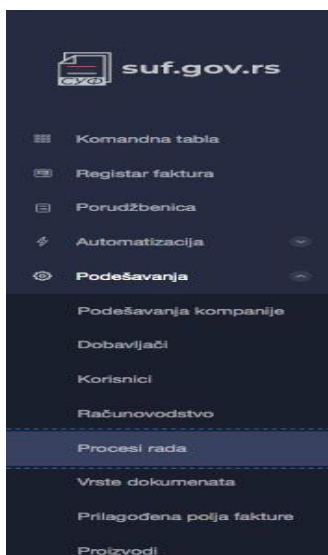 СУФ
suf.gov.rs
Komandna tabla
Registar faktura
Porudžbenica
Automatizacija
Podešavanja
Podešavanja kompanije
Dobavljači
Korisnici
Računovodstvo
Procesi rada
Vrste dokumenata
Prilagođena polja fakture
Proizvodi